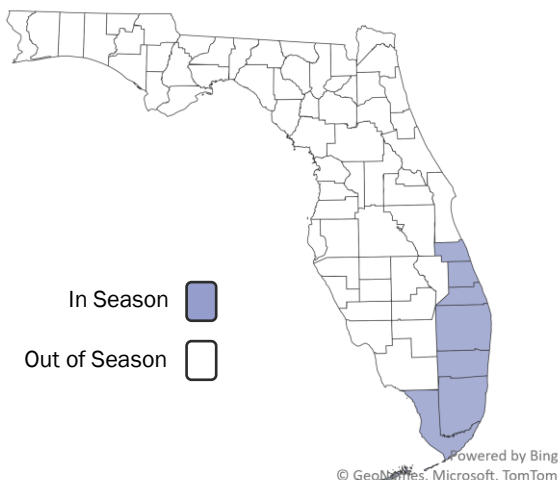 In Season
Out of Season
Powered by Bing
© GeoNames, Microsoft, TomTom